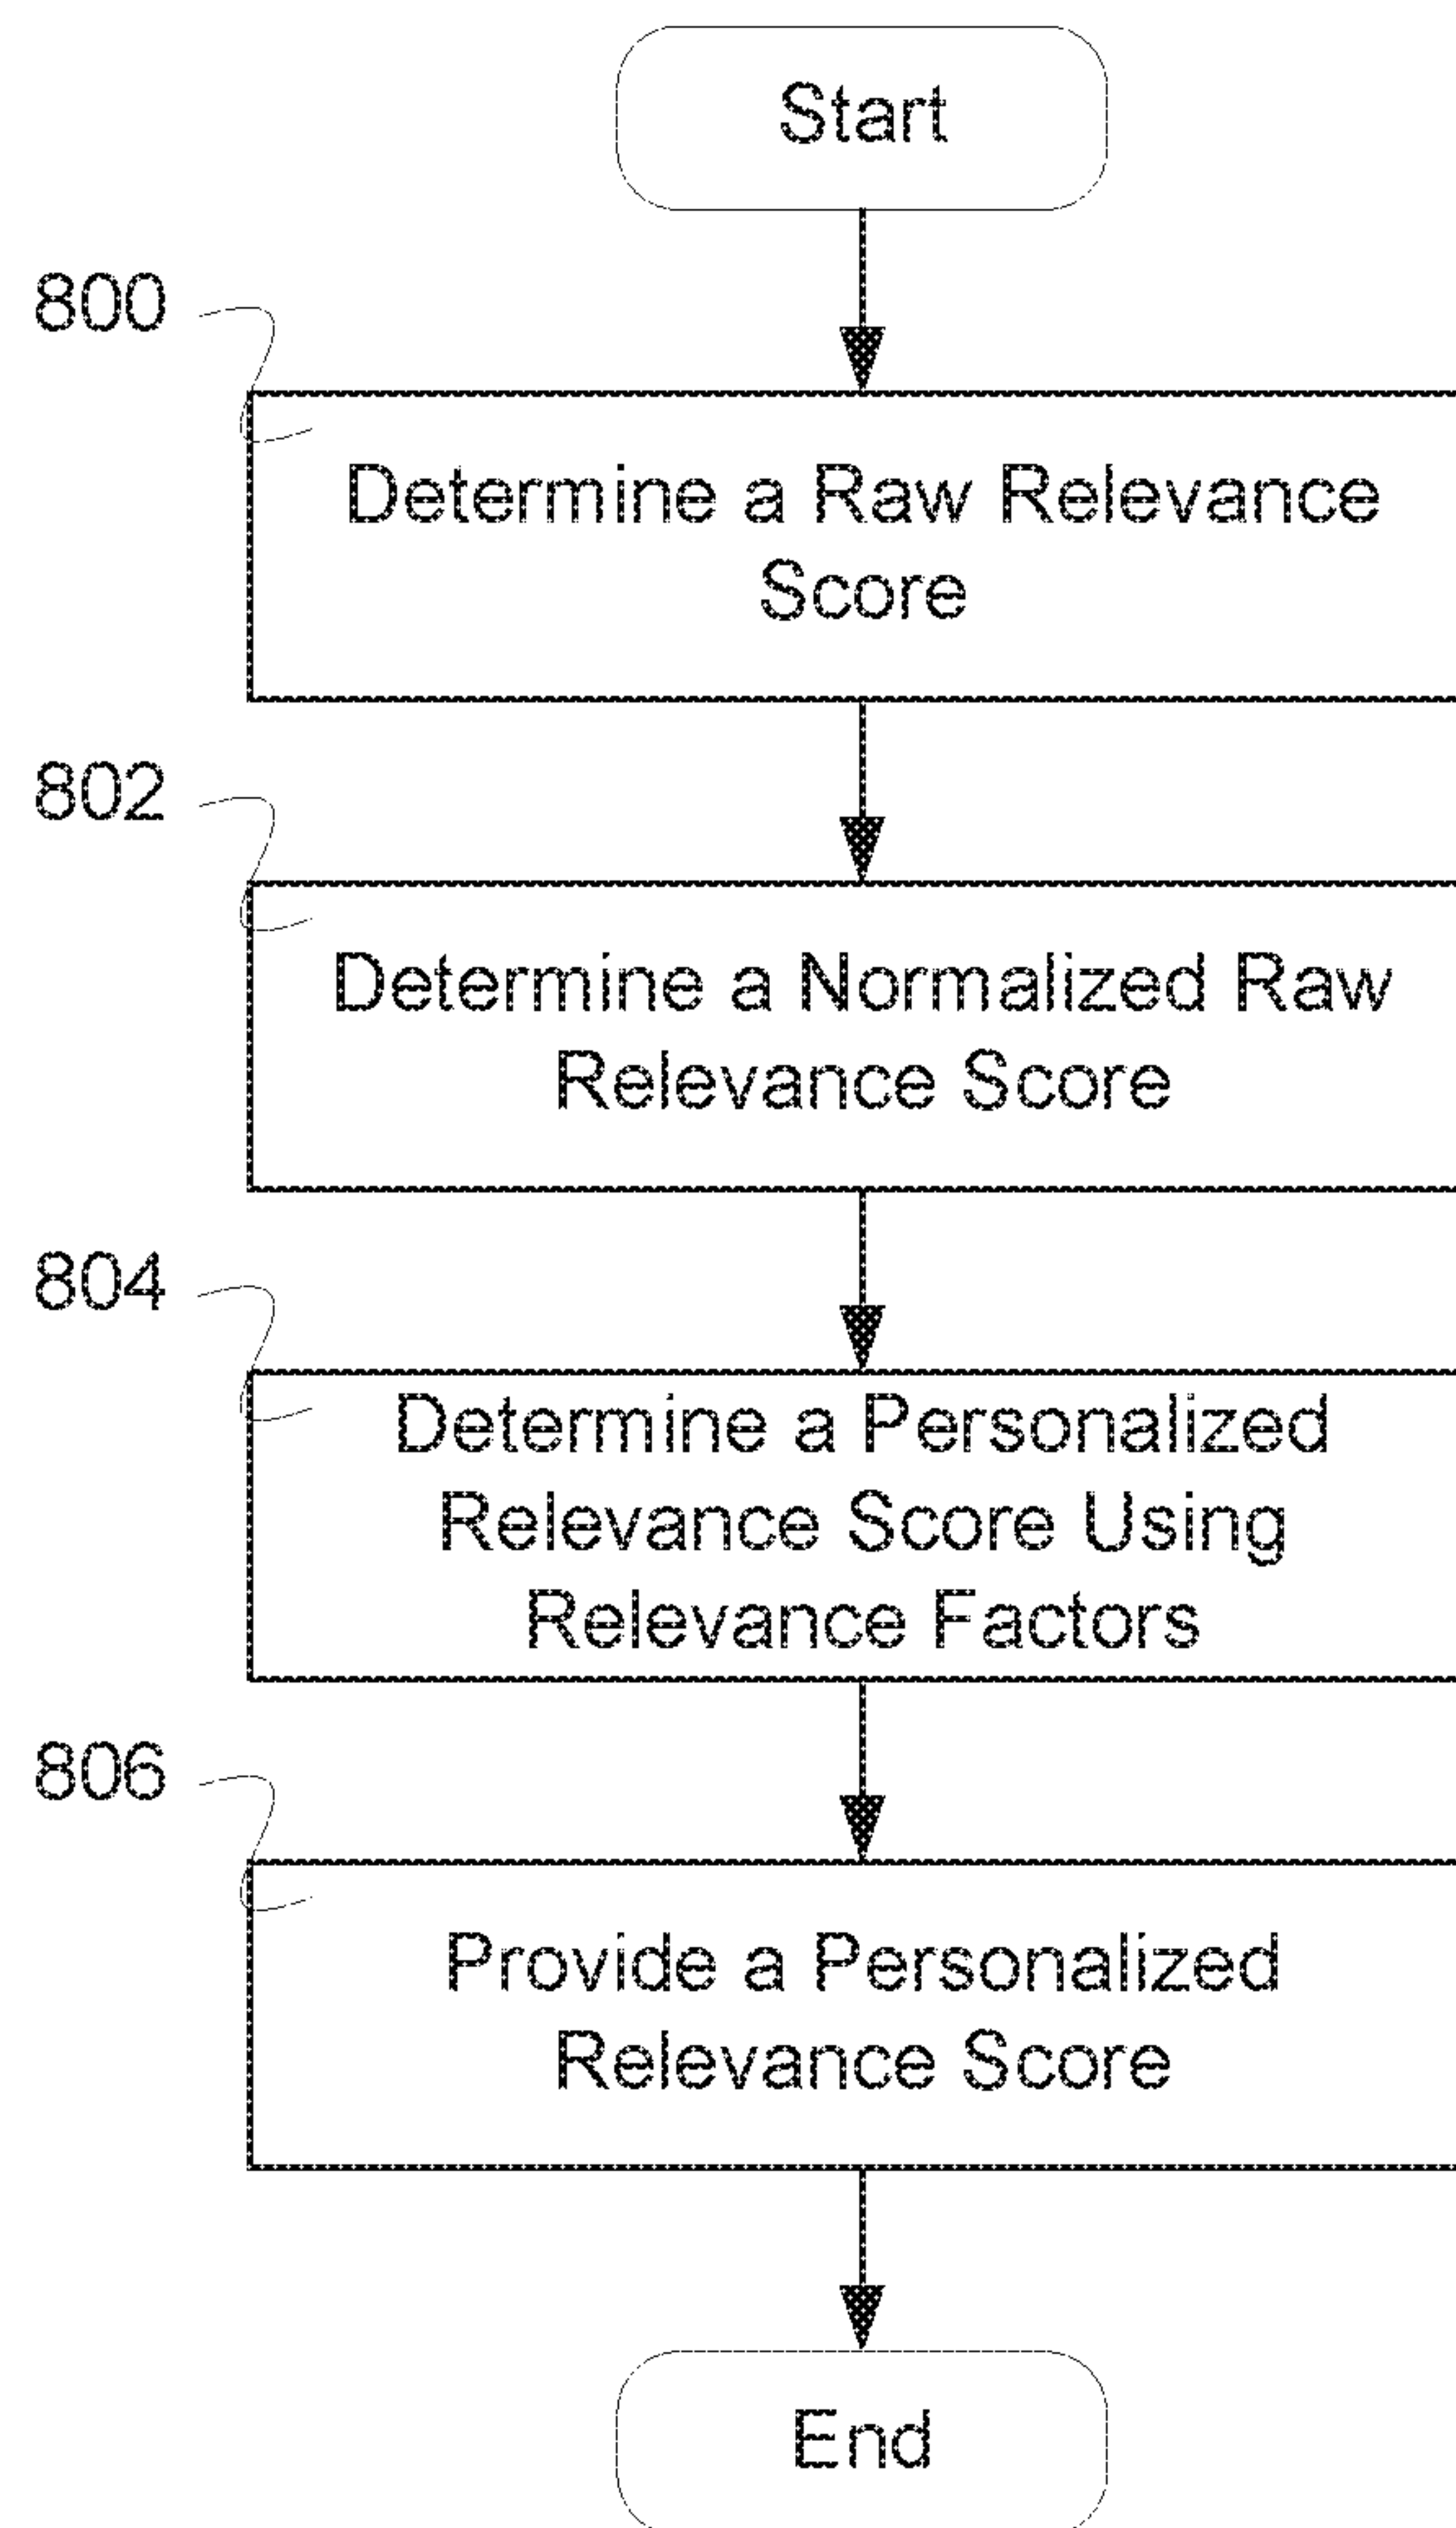 Start
800
Determine a Raw Relevance
Score
802
Determine a Normalized Raw
Relevance Score
804
Determine a Personalized
Relevance Score Using
Relevance Factors
806
Provide a Personalized
Relevance Score
End